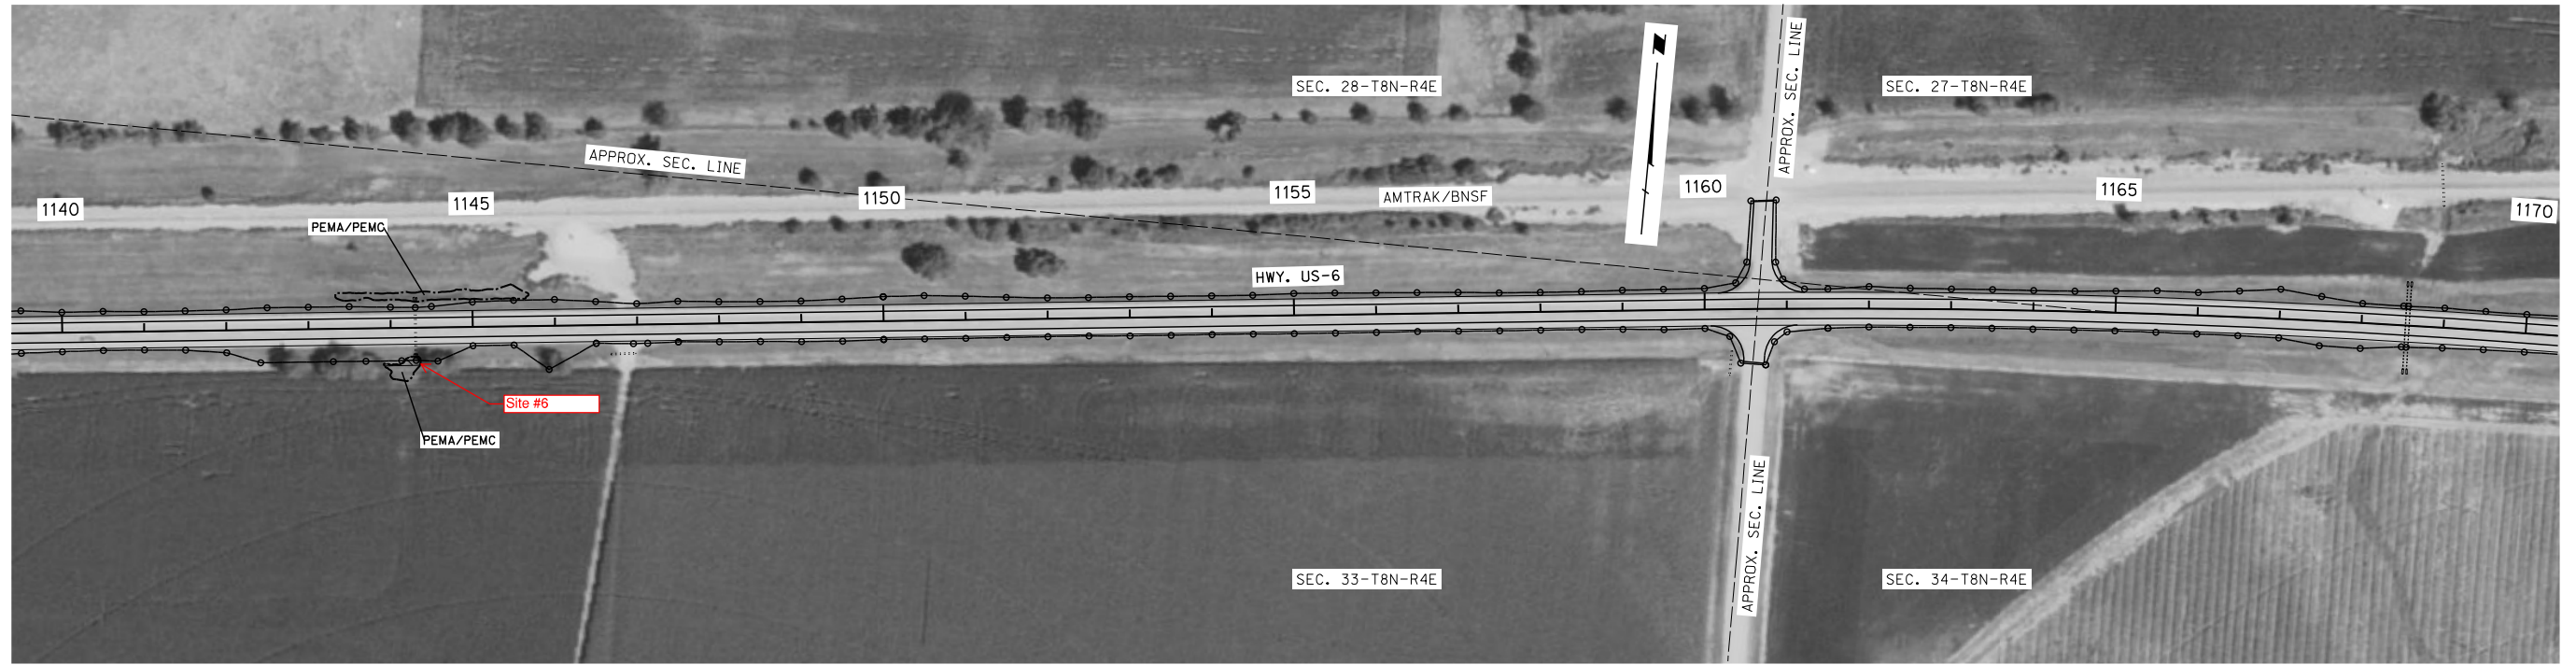 SEC. 28-T8N-R4E
APPROX. SEC. LINE
SEC. 27-T8N-R4E
APPROX. SEC. LINE
1140
1145
1150
1155
AMTRAK/BNSF
1160
1165
1170
PEMA/PEMC
HWY. US-6
Site #6
PEMA/PEMC
APPROX. SEC. LINE
SEC. 33-T8N-R4E
SEC. 34-T8N-R4E